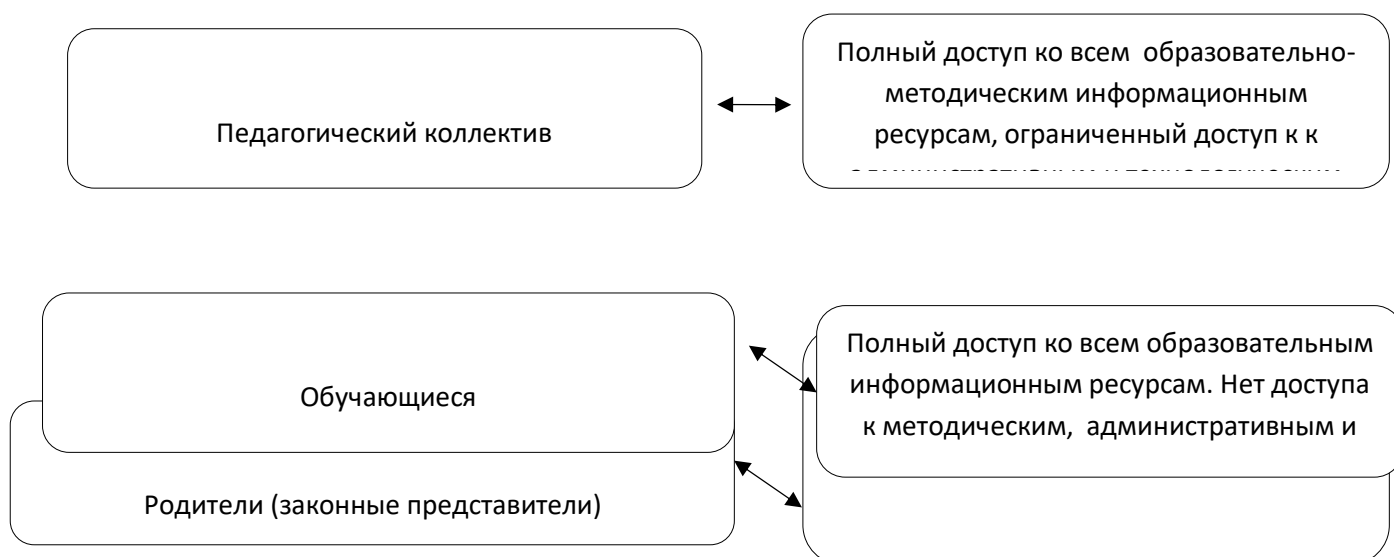 Педагогический коллектив
Полный доступ ко всем образовательно-
методическим информационным
ресурсам, ограниченный доступ к к
Обучающиеся
Полный доступ ко всем образовательным
информационным ресурсам. Нет доступа
к методическим, административным и
Родители (законные представители)